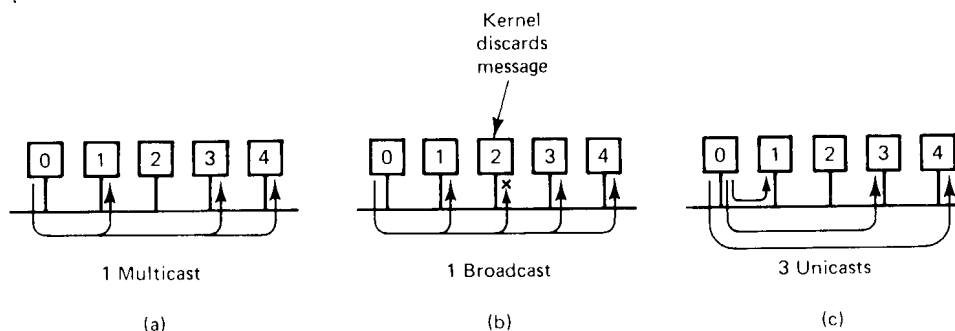 Kernel
discards
message
0 1 2 3 4
0 1 2 3 4
0 1 2 3 4
1 Multicast
1 Broadcast
3 Unicasts
(a)
(b)
(c)